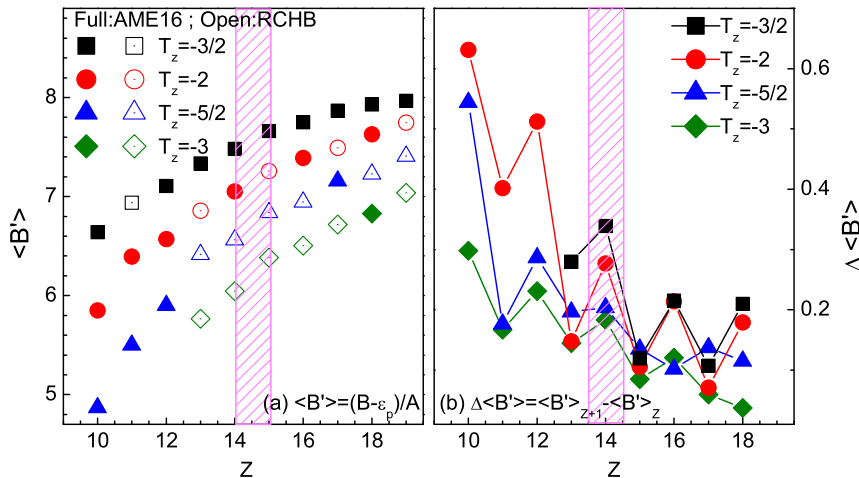 Full:AME16 ; Open:RCHB
T_z=-3/2
T_z=-2
T_z=-5/2
T_z=-3
8
7
6
5
<B'>
10 12 14 16 18
Z
(a) <B'>=(B-ε_p)/A
T_z=-3/2
T_z=-2
T_z=-5/2
T_z=-3
0.6
0.4
0.2
Δ <B'>
10 12 14 16 18
Z
(b) Δ<B'>=<B'>_{Z+1}-<B'>_Z